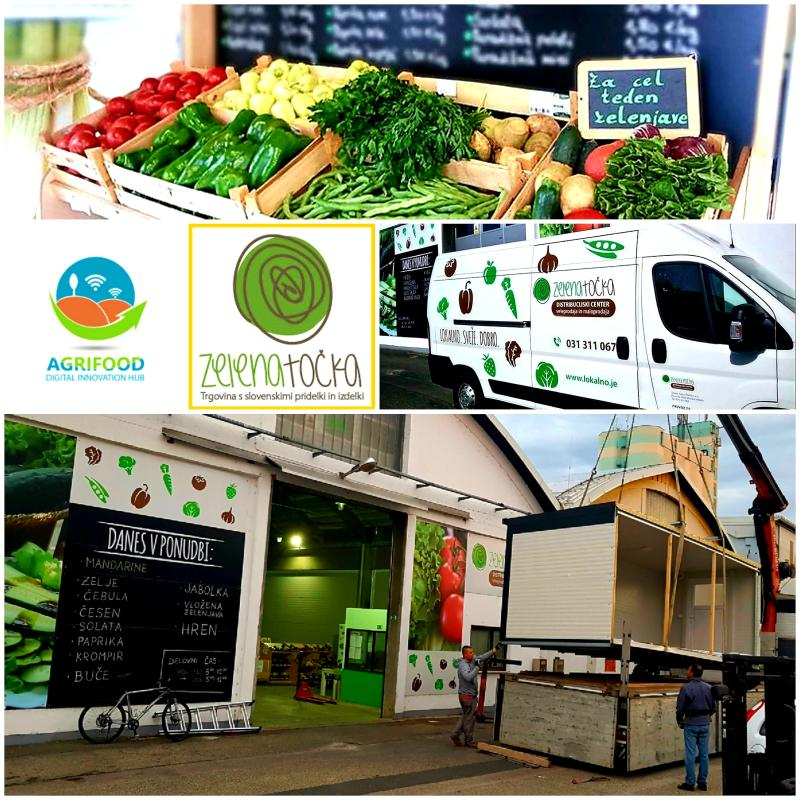 Za cel
teden
zelenjave
AGRIFOOD
DIGITAL INNOVATION HUB
zelenatočka
Trgovina s slovenskimi pridelki in izdelki
DANES V PONUDBI:
zelenatočka
DISTRIBUCIJSKI CENTER
veleprodaja in maloprodaja
LOKALNO. SVEŽE. DOBRO.
031 311 067
www.lokalno.je
DANES V PONUDBI:
MANDARINE
ZELJE
ČEBULA
ČESEN
SOLATA
PAPRIKA
KROMPIR
BUČE
JABOLKA
VLOŽENA
ZELENJAVA
HREN
DELOVNI ČAS: